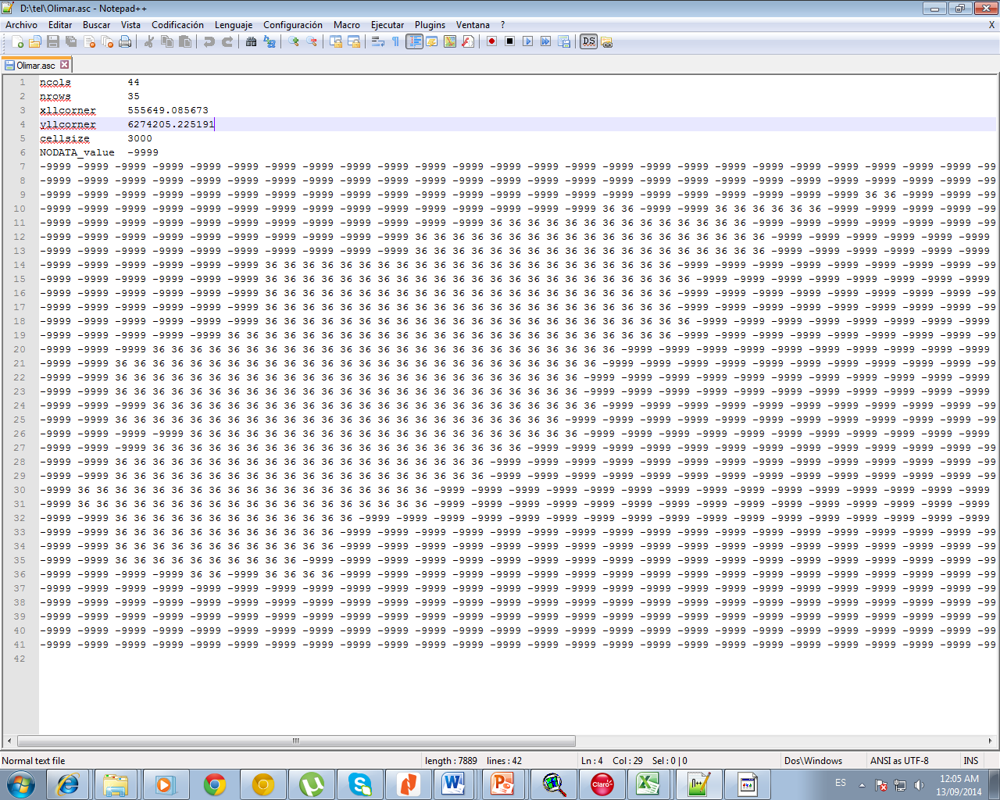 D:\tel\Olimar.asc - Notepad++
Archivo Editar Buscar Vista Codificación Lenguaje Configuración Macro Ejecutar Plugins Ventana ? X
Olimar.asc
1 ncols 44
2 nrows 35
3 xllcorner 555649.085673
4 yllcorner 6274205.225191
5 cellsize 3000
6 NODATA_value -9999
7 -9999 -9999 -9999 -9999 -9999 -9999 -9999 -9999 -9999 -9999 -9999 -9999 -9999 -9999 -9999 -9999 -9999 -9999 -9999 -9999 -9999 -9999 -9999 -9999 -9999 -99
8 -9999 -9999 -9999 -9999 -9999 -9999 -9999 -9999 -9999 -9999 -9999 -9999 -9999 -9999 -9999 -9999 -9999 -9999 -9999 -9999 -9999 -9999 -9999 -9999 -9999 -99
9 -9999 -9999 -9999 -9999 -9999 -9999 -9999 -9999 -9999 -9999 -9999 -9999 -9999 -9999 -9999 -9999 -9999 -9999 -9999 -9999 -9999 -9999 36 36 -9999 -9999 -99
10 -9999 -9999 -9999 -9999 -9999 -9999 -9999 -9999 -9999 -9999 -9999 -9999 -9999 -9999 -9999 36 36 -9999 -9999 36 36 36 36 36 36 -9999 -9999 -9999 -9999 -99
11 -9999 -9999 -9999 -9999 -9999 -9999 -9999 -9999 -9999 -9999 -9999 -9999 36 36 36 36 36 36 36 36 36 36 36 36 36 36 -9999 -9999 -9999 -9999 -9999 -9999 -99
12 -9999 -9999 -9999 -9999 -9999 -9999 -9999 -9999 -9999 -9999 36 36 36 36 36 36 36 36 36 36 36 36 36 36 36 36 36 36 36 -9999 -9999 -9999 -9999 -9999 -9999
13 -9999 -9999 -9999 -9999 -9999 -9999 -9999 -9999 -9999 -9999 36 36 36 36 36 36 36 36 36 36 36 36 36 36 36 36 36 36 36 -9999 -9999 -9999 -9999 -9999 -9999
14 -9999 -9999 -9999 -9999 -9999 -9999 36 36 36 36 36 36 36 36 36 36 36 36 36 36 36 36 36 36 36 36 36 36 -9999 -9999 -9999 -9999 -9999 -9999 -9999 -9999 -99
15 -9999 -9999 -9999 -9999 -9999 -9999 36 36 36 36 36 36 36 36 36 36 36 36 36 36 36 36 36 36 36 36 36 36 36 -9999 -9999 -9999 -9999 -9999 -9999 -9999 -9999
16 -9999 -9999 -9999 -9999 -9999 -9999 36 36 36 36 36 36 36 36 36 36 36 36 36 36 36 36 36 36 36 36 36 36 -9999 -9999 -9999 -9999 -9999 -9999 -9999 -9999 -99
17 -9999 -9999 -9999 -9999 -9999 -9999 36 36 36 36 36 36 36 36 36 36 36 36 36 36 36 36 36 36 36 36 36 36 -9999 -9999 -9999 -9999 -9999 -9999 -9999 -9999 -99
18 -9999 -9999 -9999 -9999 -9999 -9999 36 36 36 36 36 36 36 36 36 36 36 36 36 36 36 36 36 36 36 36 36 36 36 -9999 -9999 -9999 -9999 -9999 -9999 -9999 -9999
19 -9999 -9999 -9999 -9999 -9999 36 36 36 36 36 36 36 36 36 36 36 36 36 36 36 36 36 36 36 36 36 36 36 36 -9999 -9999 -9999 -9999 -9999 -9999 -9999 -9999 -99
20 -9999 -9999 -9999 36 36 36 36 36 36 36 36 36 36 36 36 36 36 36 36 36 36 36 36 36 36 36 36 36 -9999 -9999 -9999 -9999 -9999 -9999 -9999 -9999 -9999 -9999
21 -9999 -9999 36 36 36 36 36 36 36 36 36 36 36 36 36 36 36 36 36 36 36 36 36 36 36 36 36 36 -9999 -9999 -9999 -9999 -9999 -9999 -9999 -9999 -9999 -9999 -99
22 -9999 -9999 36 36 36 36 36 36 36 36 36 36 36 36 36 36 36 36 36 36 36 36 36 36 36 36 36 -9999 -9999 -9999 -9999 -9999 -9999 -9999 -9999 -9999 -9999 -9999
23 -9999 -9999 36 36 36 36 36 36 36 36 36 36 36 36 36 36 36 36 36 36 36 36 36 36 36 36 36 -9999 -9999 -9999 -9999 -9999 -9999 -9999 -9999 -9999 -9999 -9999
24 -9999 -9999 -9999 36 36 36 36 36 36 36 36 36 36 36 36 36 36 36 36 36 36 36 36 36 36 36 36 -9999 -9999 -9999 -9999 -9999 -9999 -9999 -9999 -9999 -9999 -99
25 -9999 -9999 36 36 36 36 36 36 36 36 36 36 36 36 36 36 36 36 36 36 36 36 36 36 36 36 -9999 -9999 -9999 -9999 -9999 -9999 -9999 -9999 -9999 -9999 -9999 -99
26 -9999 -9999 -9999 -9999 36 36 36 36 36 36 36 36 36 36 36 36 36 36 36 36 36 36 36 36 36 -9999 -9999 -9999 -9999 -9999 -9999 -9999 -9999 -9999 -9999 -9999
27 -9999 -9999 -9999 36 36 36 36 36 36 36 36 36 36 36 36 36 36 36 36 36 36 36 36 -9999 -9999 -9999 -9999 -9999 -9999 -9999 -9999 -9999 -9999 -9999 -9999 -99
28 -9999 -9999 36 36 36 36 36 36 36 36 36 36 36 36 36 36 36 36 36 36 36 36 -9999 -9999 -9999 -9999 -9999 -9999 -9999 -9999 -9999 -9999 -9999 -9999 -9999 -99
29 -9999 -9999 36 36 36 36 36 36 36 36 36 36 36 36 36 36 36 36 36 36 36 36 -9999 -9999 -9999 -9999 -9999 -9999 -9999 -9999 -9999 -9999 -9999 -9999 -9999 -99
30 -9999 36 36 36 36 36 36 36 36 36 36 36 36 36 36 36 36 36 36 36 -9999 -9999 -9999 -9999 -9999 -9999 -9999 -9999 -9999 -9999 -9999 -9999 -9999 -9999 -9999
31 -9999 36 36 36 36 36 36 36 36 36 36 36 36 36 36 36 36 36 36 36 -9999 -9999 -9999 -9999 -9999 -9999 -9999 -9999 -9999 -9999 -9999 -9999 -9999 -9999 -9999
32 -9999 -9999 36 36 36 36 36 36 36 36 36 36 36 36 36 -9999 -9999 -9999 -9999 -9999 -9999 -9999 -9999 -9999 -9999 -9999 -9999 -9999 -9999 -9999 -9999 -9999
33 -9999 -9999 36 36 36 36 36 36 36 36 36 36 36 36 -9999 -9999 -9999 -9999 -9999 -9999 -9999 -9999 -9999 -9999 -9999 -9999 -9999 -9999 -9999 -9999 -9999 -99
34 -9999 -9999 36 36 36 36 36 36 36 36 36 36 36 36 -9999 -9999 -9999 -9999 -9999 -9999 -9999 -9999 -9999 -9999 -9999 -9999 -9999 -9999 -9999 -9999 -9999 -99
35 -9999 -9999 36 36 36 36 36 36 36 36 36 36 -9999 -9999 -9999 -9999 -9999 -9999 -9999 -9999 -9999 -9999 -9999 -9999 -9999 -9999 -9999 -9999 -9999 -9999 -99
36 -9999 -9999 -9999 -9999 36 36 -9999 36 36 36 36 -9999 -9999 -9999 -9999 -9999 -9999 -9999 -9999 -9999 -9999 -9999 -9999 -9999 -9999 -9999 -9999 -9999 -99
37 -9999 -9999 -9999 -9999 -9999 -9999 -9999 -9999 -9999 -9999 -9999 -9999 -9999 -9999 -9999 -9999 -9999 -9999 -9999 -9999 -9999 -9999 -9999 -9999 -9999 -99
38 -9999 -9999 -9999 -9999 -9999 -9999 -9999 -9999 -9999 -9999 -9999 -9999 -9999 -9999 -9999 -9999 -9999 -9999 -9999 -9999 -9999 -9999 -9999 -9999 -9999 -99
39 -9999 -9999 -9999 -9999 -9999 -9999 -9999 -9999 -9999 -9999 -9999 -9999 -9999 -9999 -9999 -9999 -9999 -9999 -9999 -9999 -9999 -9999 -9999 -9999 -9999 -99
40 -9999 -9999 -9999 -9999 -9999 -9999 -9999 -9999 -9999 -9999 -9999 -9999 -9999 -9999 -9999 -9999 -9999 -9999 -9999 -9999 -9999 -9999 -9999 -9999 -9999 -99
41 -9999 -9999 -9999 -9999 -9999 -9999 -9999 -9999 -9999 -9999 -9999 -9999 -9999 -9999 -9999 -9999 -9999 -9999 -9999 -9999 -9999 -9999 -9999 -9999 -9999 -99
42
Normal text file length : 7889 lines : 42 Ln : 4 Col : 29 Sel : 0 | 0 Dos\Windows ANSI as UTF-8 INS
Claro ES 12:05 AM
13/09/2014